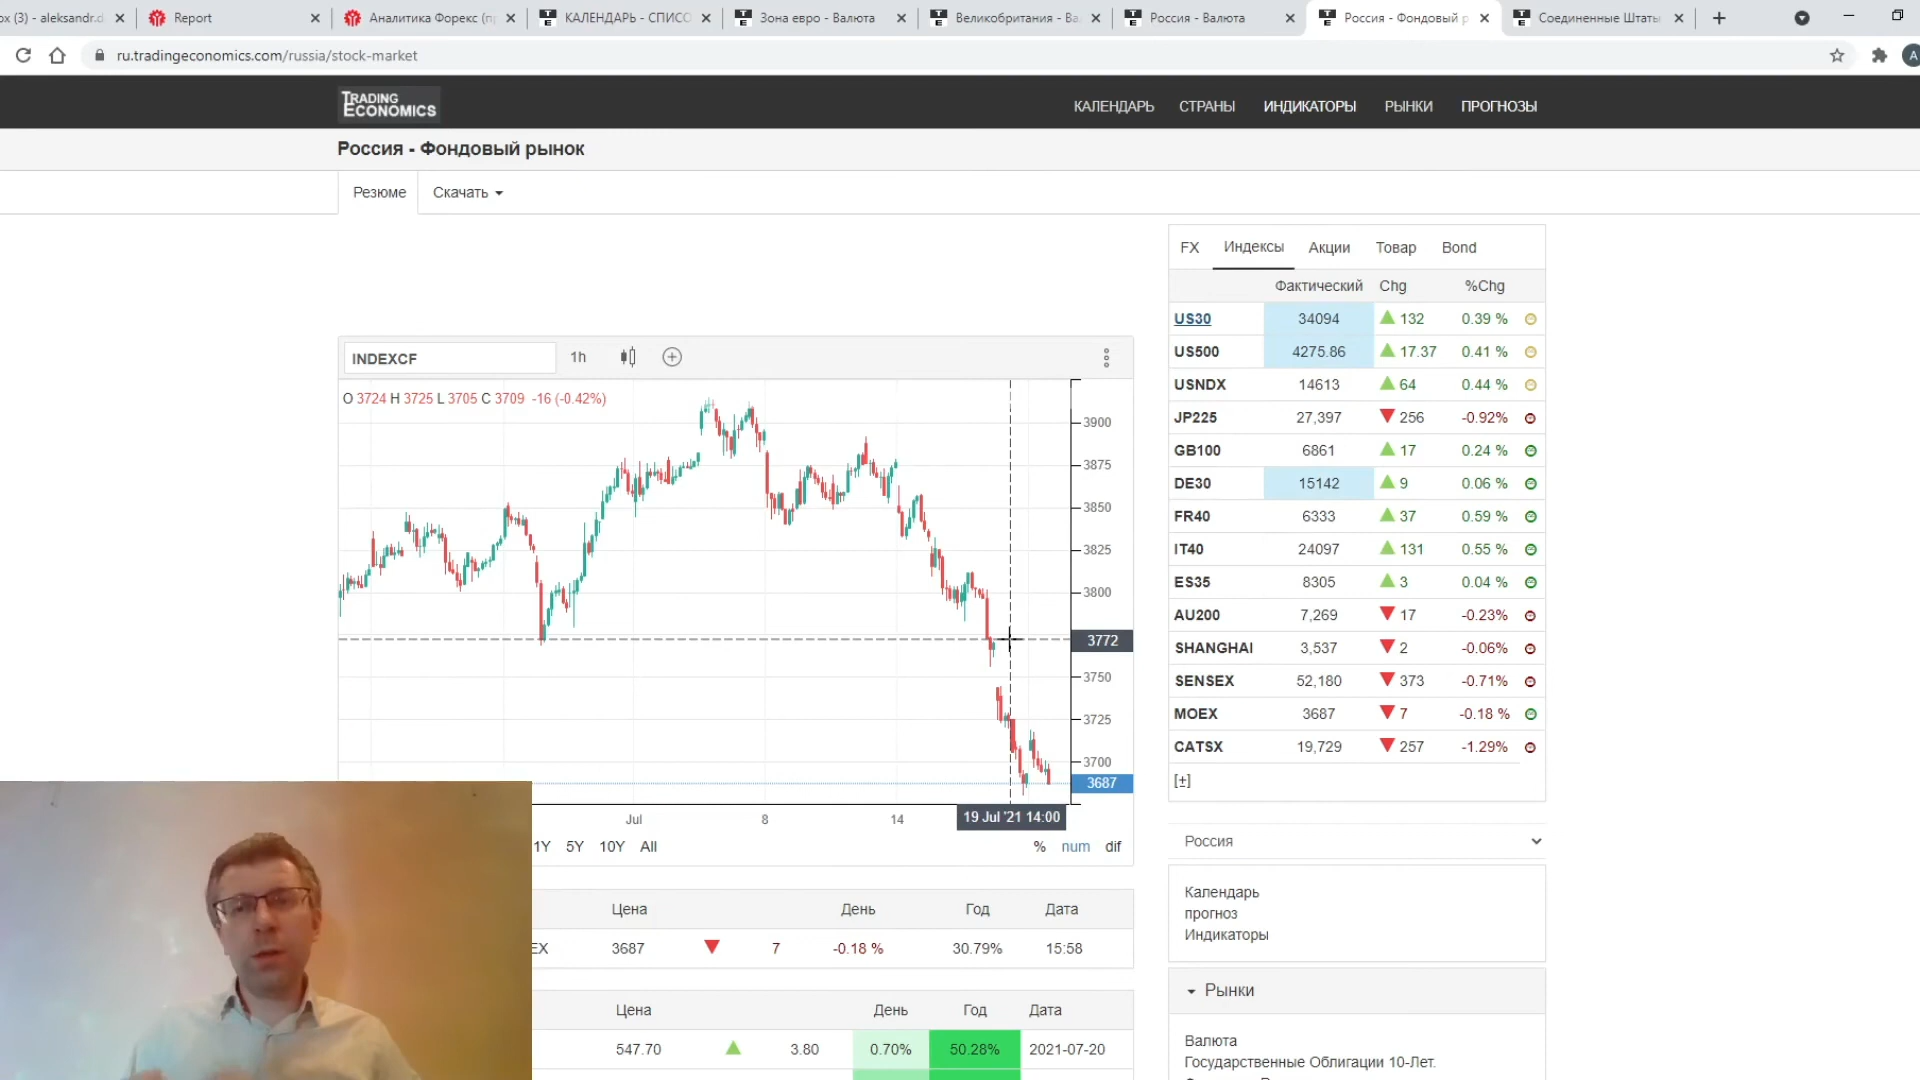 ox (3) - aleksandr.d
Report
Аналитика Форекс (п
КАЛЕНДАРЬ - СПИСО
Зона евро - Валюта
Великобритания - Ва
Россия - Валюта
Россия - Фондовый р
Соединенные Штаты
ru.tradingeconomics.com/russia/stock-market
A
TRADING
ECONOMICS
КАЛЕНДАРЬ СТРАНЫ ИНДИКАТОРЫ РЫНКИ ПРОГНОЗЫ
Россия - Фондовый рынок
Резюме Скачать
INDEXCF 1h
O 3724 H 3725 L 3705 C 3709 -16 (-0.42%)
3900
3875
3850
3825
3800
3772
3750
3725
3700
3687
Jul 8 14 19 Jul '21 14:00
1Y 5Y 10Y All % num dif
Цена День Год Дата
EX 3687 7 -0.18 % 30.79% 15:58
Цена День Год Дата
547.70 3.80 0.70% 50.28% 2021-07-20
FX Индексы Акции Товар Bond
Фактический Chg %Chg
US30 34094 132 0.39 %
US500 4275.86 17.37 0.41 %
USNDX 14613 64 0.44 %
JP225 27,397 256 -0.92%
GB100 6861 17 0.24 %
DE30 15142 9 0.06 %
FR40 6333 37 0.59 %
IT40 24097 131 0.55 %
ES35 8305 3 0.04 %
AU200 7,269 17 -0.23%
SHANGHAI 3,537 2 -0.06%
SENSEX 52,180 373 -0.71%
MOEX 3687 7 -0.18 %
CATSX 19,729 257 -1.29%
[+]
Россия
Календарь
прогноз
Индикаторы
Рынки
Валюта
Государственные Облигации 10-Лет.